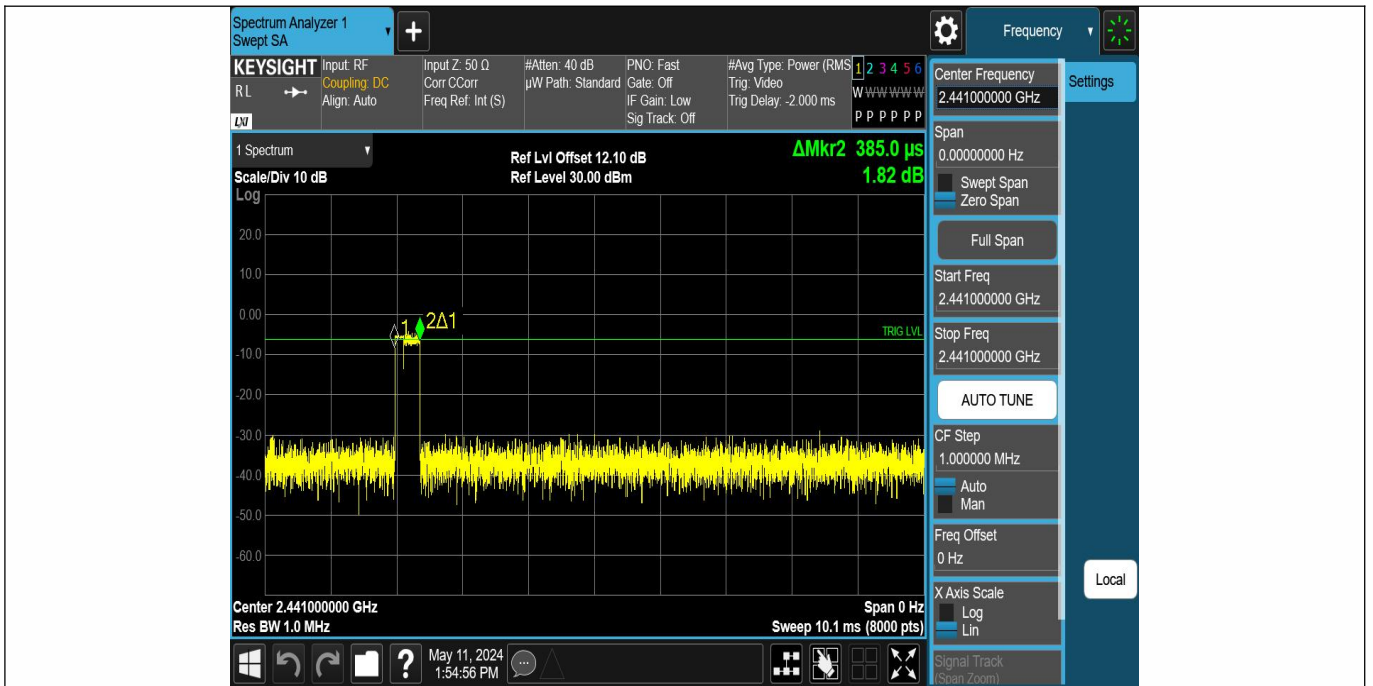 Spectrum Analyzer 1
Swept SA
Frequency
KEYSIGHT
RL
LXI
Input: RF
Coupling: DC
Align: Auto
Input Z: 50 Ω
Corr CCorr
Freq Ref: Int (S)
#Atten: 40 dB
µW Path: Standard
PNO: Fast
Gate: Off
IF Gain: Low
Sig Track: Off
#Avg Type: Power (RMS
Trig: Video
Trig Delay: -2.000 ms
1 2 3 4 5 6
W W W W W W
P P P P P P
1 Spectrum
Scale/Div 10 dB
Ref Lvl Offset 12.10 dB
Ref Level 30.00 dBm
ΔMkr2 385.0 µs
1.82 dB
Log
20.0
10.0
0.00
-10.0
-20.0
-30.0
-40.0
-50.0
-60.0
1
2Δ1
TRIG LVL
Center 2.441000000 GHz
Res BW 1.0 MHz
Span 0 Hz
Sweep 10.1 ms (8000 pts)
Center Frequency
2.441000000 GHz
Settings
Span
0.00000000 Hz
Swept Span
Zero Span
Full Span
Start Freq
2.441000000 GHz
Stop Freq
2.441000000 GHz
AUTO TUNE
CF Step
1.000000 MHz
Auto
Man
Freq Offset
0 Hz
X Axis Scale
Log
Lin
Signal Track
(Span Zoom)
Local
?
May 11, 2024
1:54:56 PM